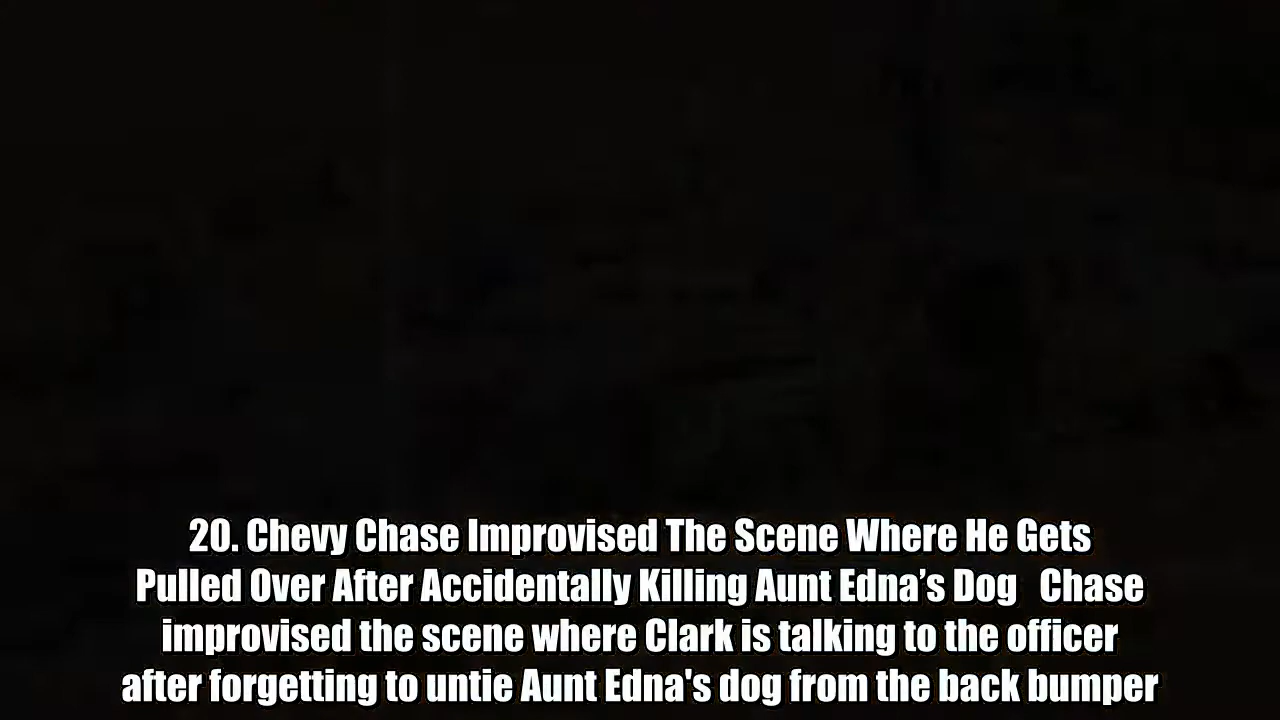 20. Chevy Chase Improvised The Scene Where He Gets
Pulled Over After Accidentally Killing Aunt Edna’s Dog   Chase
improvised the scene where Clark is talking to the officer
after forgetting to untie Aunt Edna's dog from the back bumper